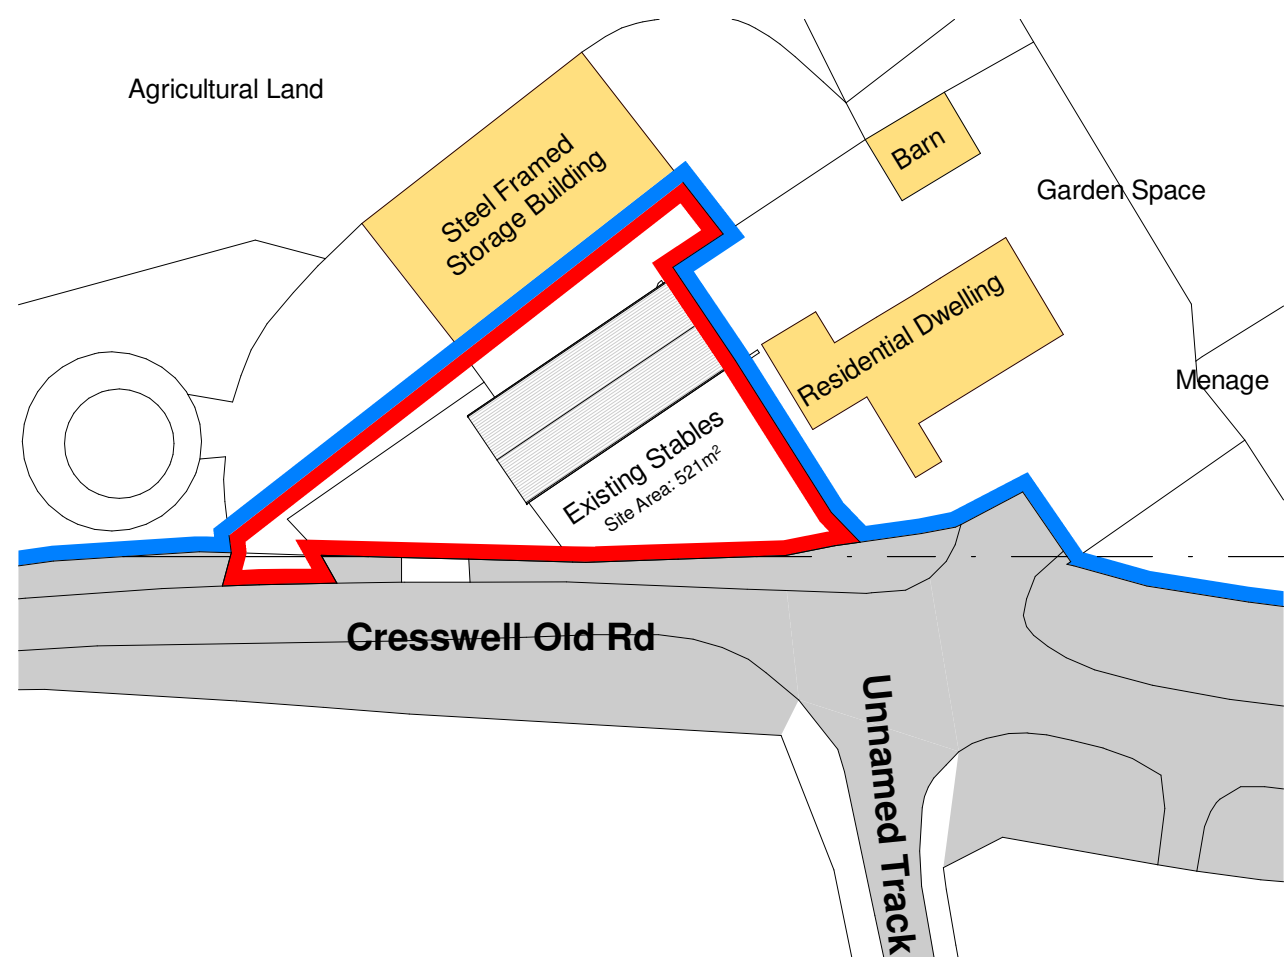 Agricultural Land
Steel Framed
Storage Building
Barn
Garden Space
Residential Dwelling
Menage
Existing Stables
Site Area: 521m²
Cresswell Old Rd
Unnamed Track